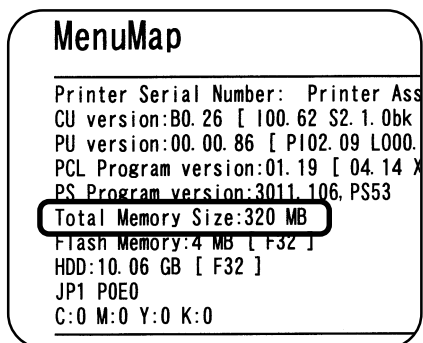 MenuMap
Printer Serial Number: Printer Ass
CU version:B0.26 [ I00.62 S2.1.0bk
PU version:00.00.86 [ PI02.09 L000.
PCL Program version:01.19 [ 04.14 X
PS Program version:3011.106, PS53
Total Memory Size:320 MB
Flash Memory:4 MB [ F32 ]
HDD:10.06 GB [ F32 ]
JP1 P0E0
C:0 M:0 Y:0 K:0